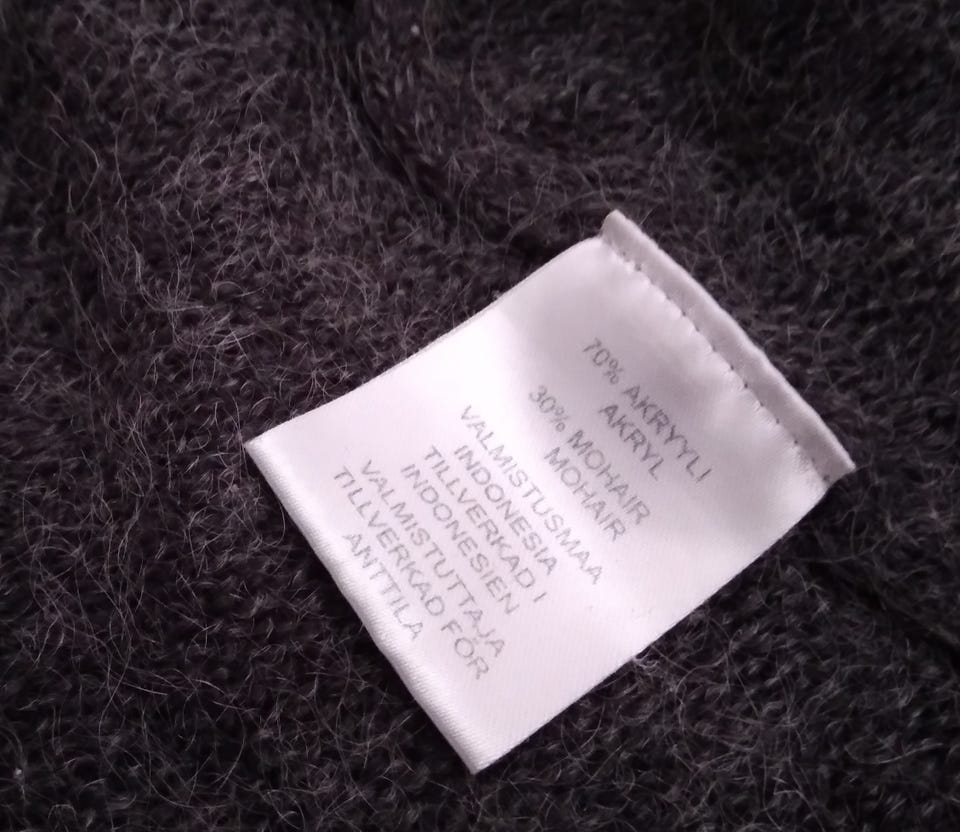 70% AKRYYLI
AKRYL
30% MOHAIR
MOHAIR
VALMISTUSMAA
INDONESIA
TILLVERKAD I
INDONESIEN
VALMISTUTTAJA
TILLVERKAD FÖR
ANTTILA